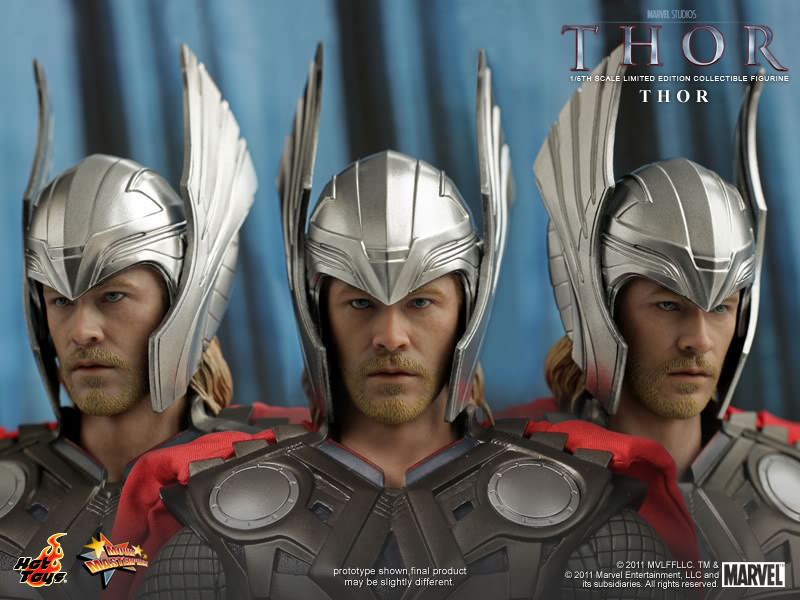 MARVEL STUDIOS
THOR
1/6TH SCALE LIMITED EDITION COLLECTIBLE FIGURINE
THOR
Hot Toys
Movie Masterpiece
prototype shown,final product
may be slightly different.
© 2011 MVLFFLLC. TM &
© 2011 Marvel Entertainment, LLC and
its subsidiaries. All rights reserved.
MARVEL